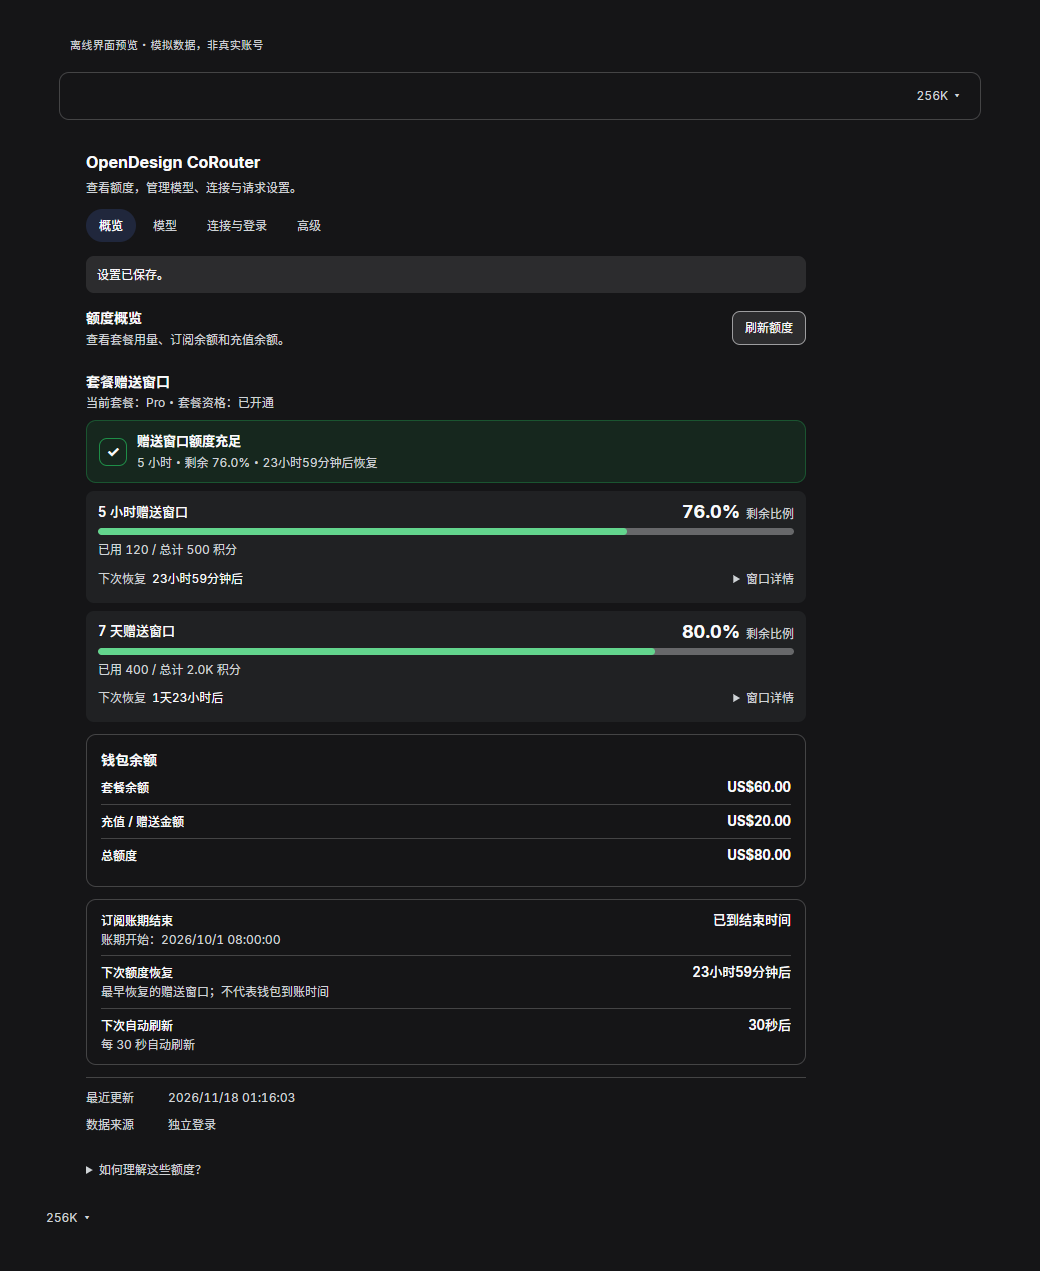 离线界面预览 · 模拟数据，非真实账号
256K
OpenDesign CoRouter
查看额度，管理模型、连接与请求设置。
概览 模型 连接与登录 高级
设置已保存。
额度概览
查看套餐用量、订阅余额和充值余额。
刷新额度
套餐赠送窗口
当前套餐：Pro · 套餐资格：已开通
赠送窗口额度充足
5 小时 · 剩余 76.0% · 23小时59分钟后恢复
5 小时赠送窗口 76.0% 剩余比例
已用 120 / 总计 500 积分
下次恢复 23小时59分钟后 窗口详情
7 天赠送窗口 80.0% 剩余比例
已用 400 / 总计 2.0K 积分
下次恢复 1天23小时后 窗口详情
钱包余额
套餐余额 US$60.00
充值 / 赠送金额 US$20.00
总额度 US$80.00
订阅账期结束 已到结束时间
账期开始：2026/10/1 08:00:00
下次额度恢复 23小时59分钟后
最早恢复的赠送窗口；不代表钱包到账时间
下次自动刷新 30秒后
每 30 秒自动刷新
最近更新 2026/11/18 01:16:03
数据来源 独立登录
如何理解这些额度？
256K